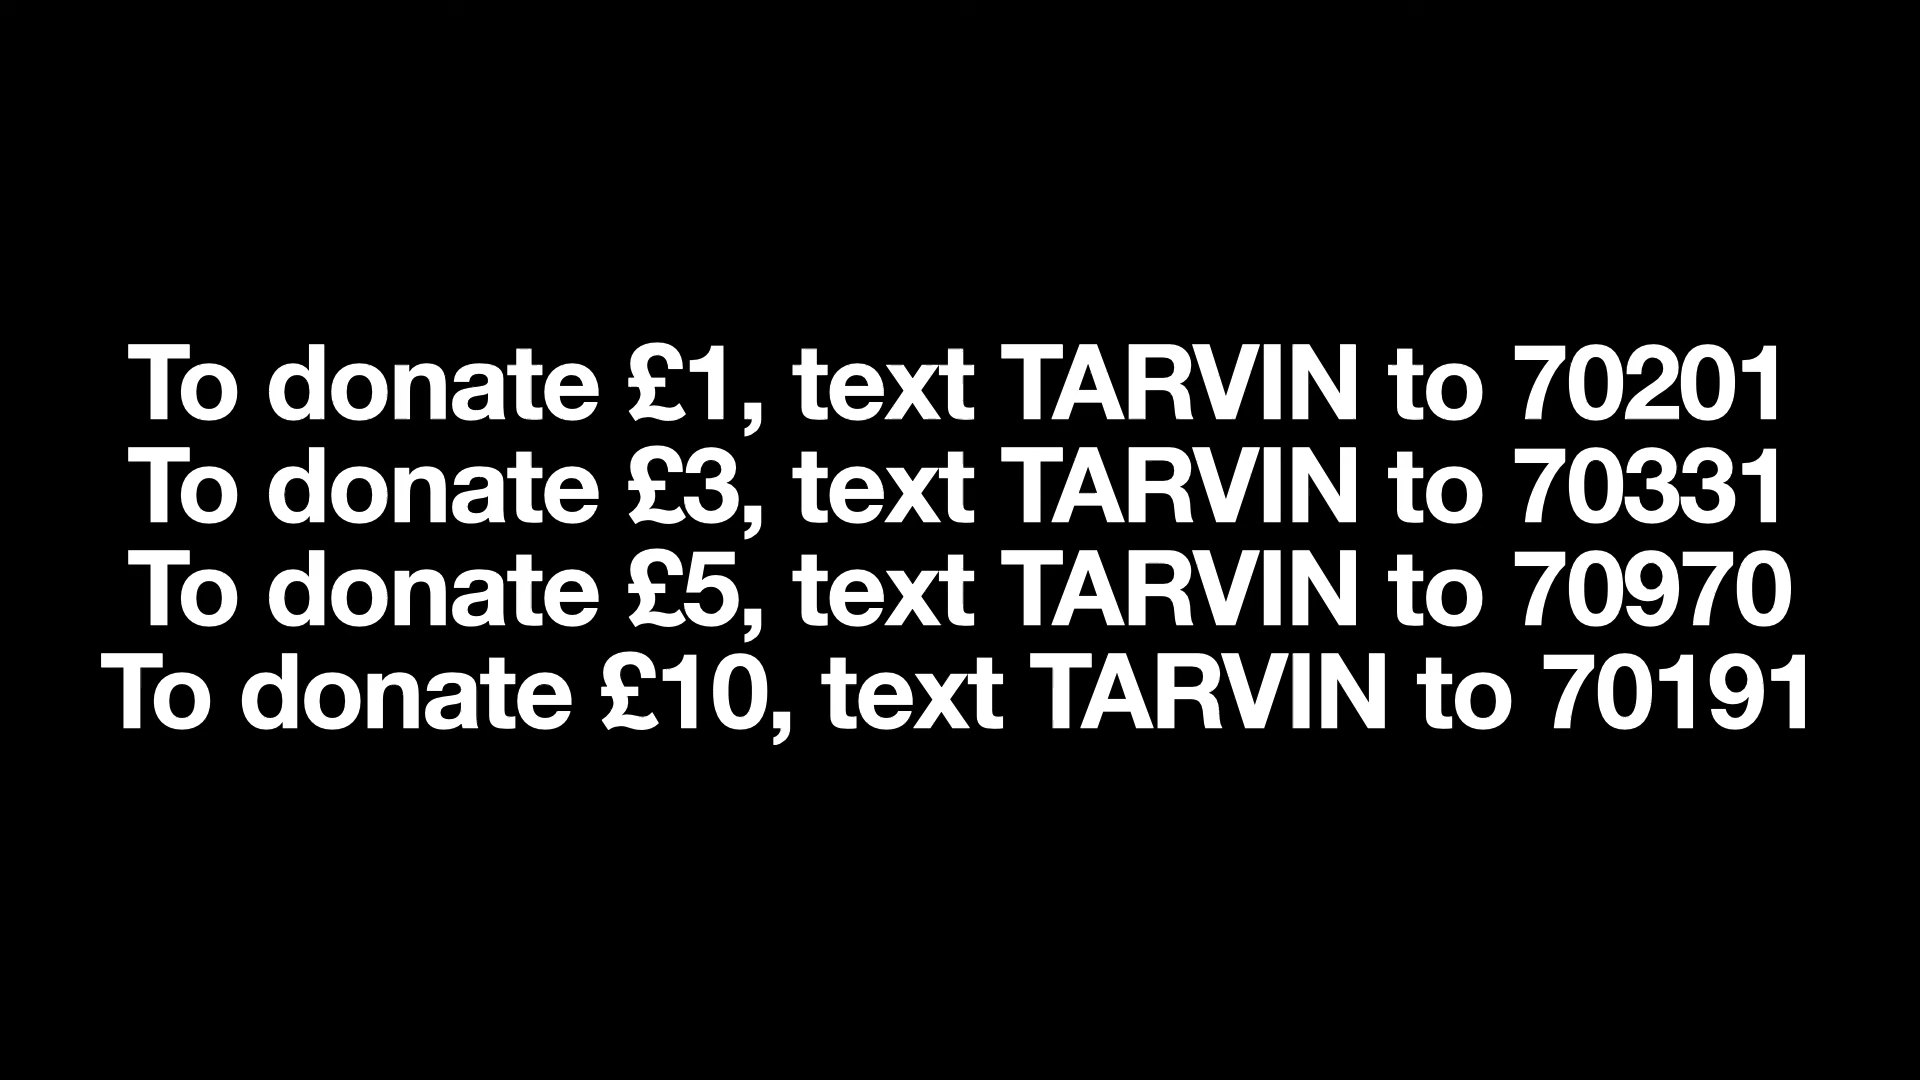 To donate £1, text TARVIN to 70201
To donate £3, text TARVIN to 70331
To donate £5, text TARVIN to 70970
To donate £10, text TARVIN to 70191